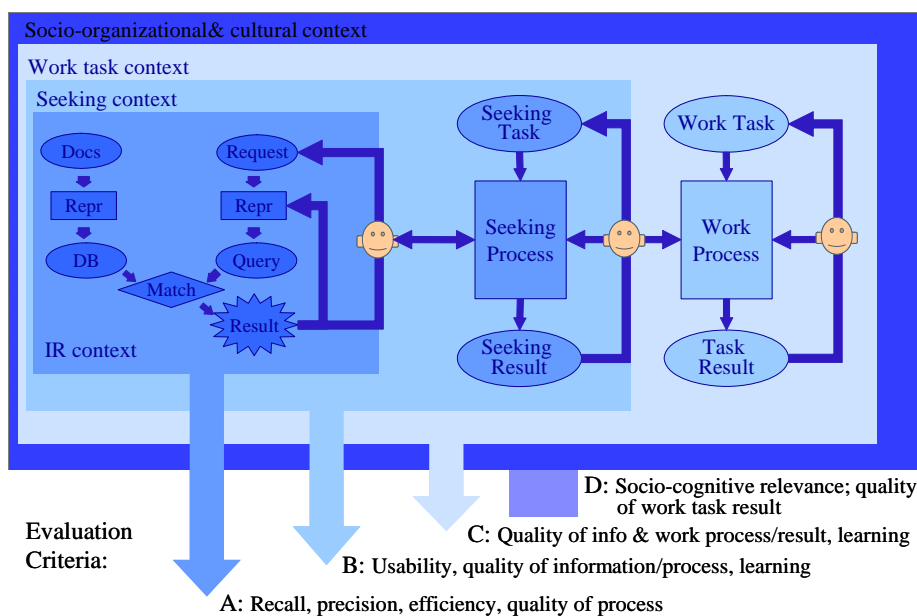 Socio-organizational& cultural context
Work task context
Seeking context
Docs
Repr
DB
Request
Repr
Query
Match
Result
IR context
Seeking
Task
Seeking
Process
Seeking
Result
Work Task
Work
Process
Task
Result
Evaluation
Criteria:
D: Socio-cognitive relevance; quality
of work task result
C: Quality of info & work process/result, learning
B: Usability, quality of information/process, learning
A: Recall, precision, efficiency, quality of process